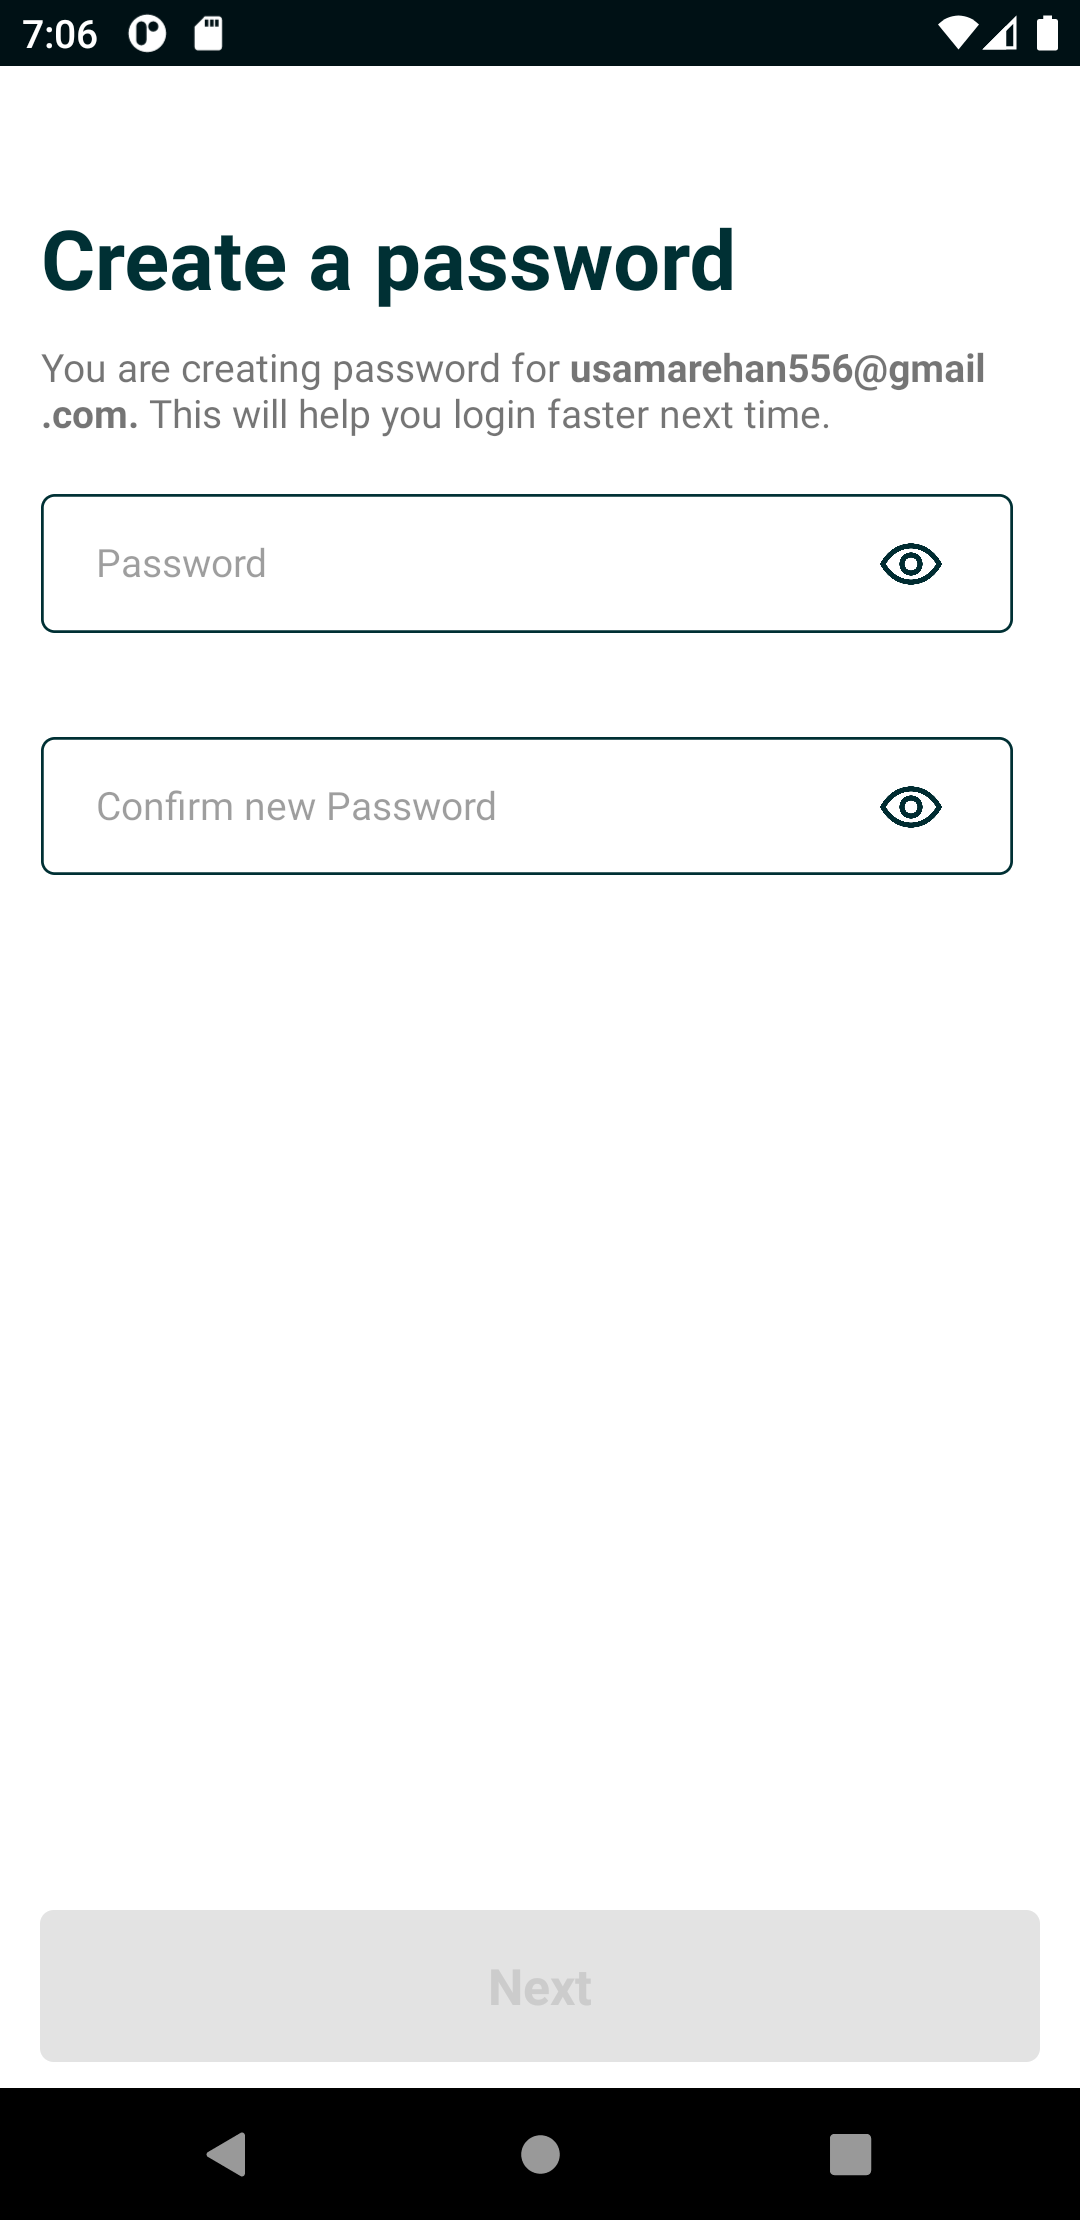 7:06
Create a password
You are creating password for usamarehan556@gmail
.com. This will help you login faster next time.
Password
Confirm new Password
Next